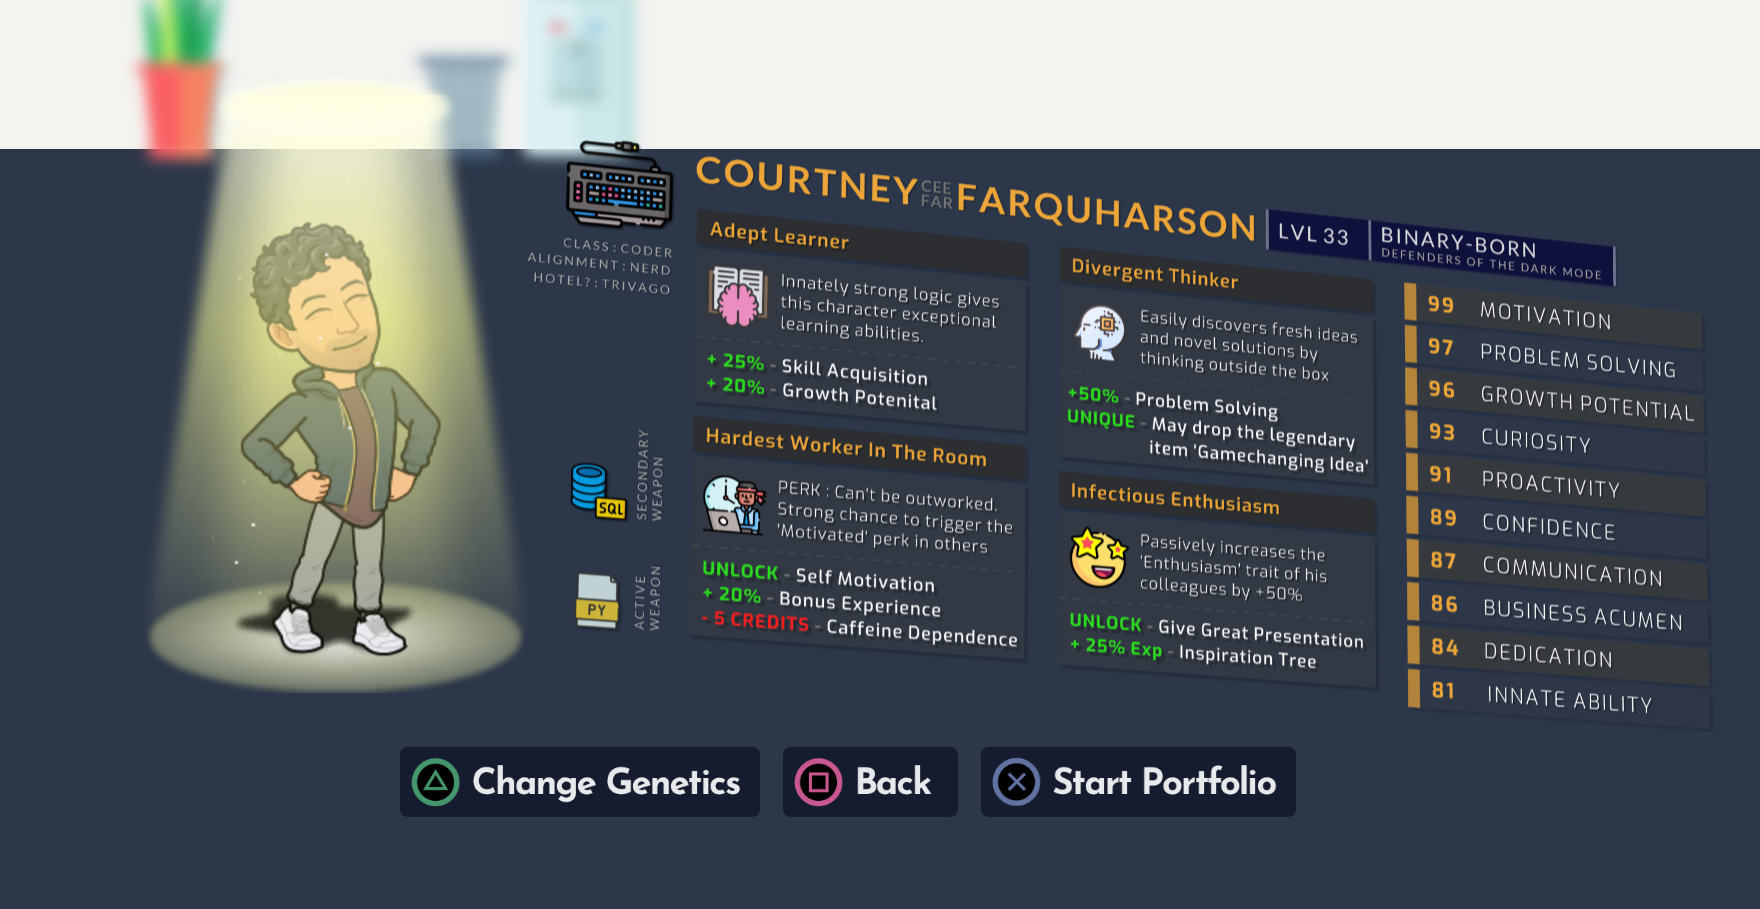 COURTNEY CEE FAR FARQUHARSON
LVL 33
BINARY-BORN
DEFENDERS OF THE DARK MODE
CLASS : CODER
ALIGNMENT : NERD
HOTEL? : TRIVAGO
SECONDARY
WEAPON
SQL
ACTIVE
WEAPON
PY
Adept Learner
Innately strong logic gives
this character exceptional
learning abilities.
+ 25% - Skill Acquisition
+ 20% - Growth Potenital
Hardest Worker In The Room
PERK : Can't be outworked.
Strong chance to trigger the
'Motivated' perk in others
UNLOCK - Self Motivation
+ 20% - Bonus Experience
- 5 CREDITS - Caffeine Dependence
Divergent Thinker
Easily discovers fresh ideas
and novel solutions by
thinking outside the box
+50% - Problem Solving
UNIQUE - May drop the legendary
item 'Gamechanging Idea'
Infectious Enthusiasm
Passively increases the
'Enthusiasm' trait of his
colleagues by +50%
UNLOCK - Give Great Presentation
+ 25% Exp - Inspiration Tree
99 MOTIVATION
97 PROBLEM SOLVING
96 GROWTH POTENTIAL
93 CURIOSITY
91 PROACTIVITY
89 CONFIDENCE
87 COMMUNICATION
86 BUSINESS ACUMEN
84 DEDICATION
81 INNATE ABILITY
Change Genetics
Back
Start Portfolio